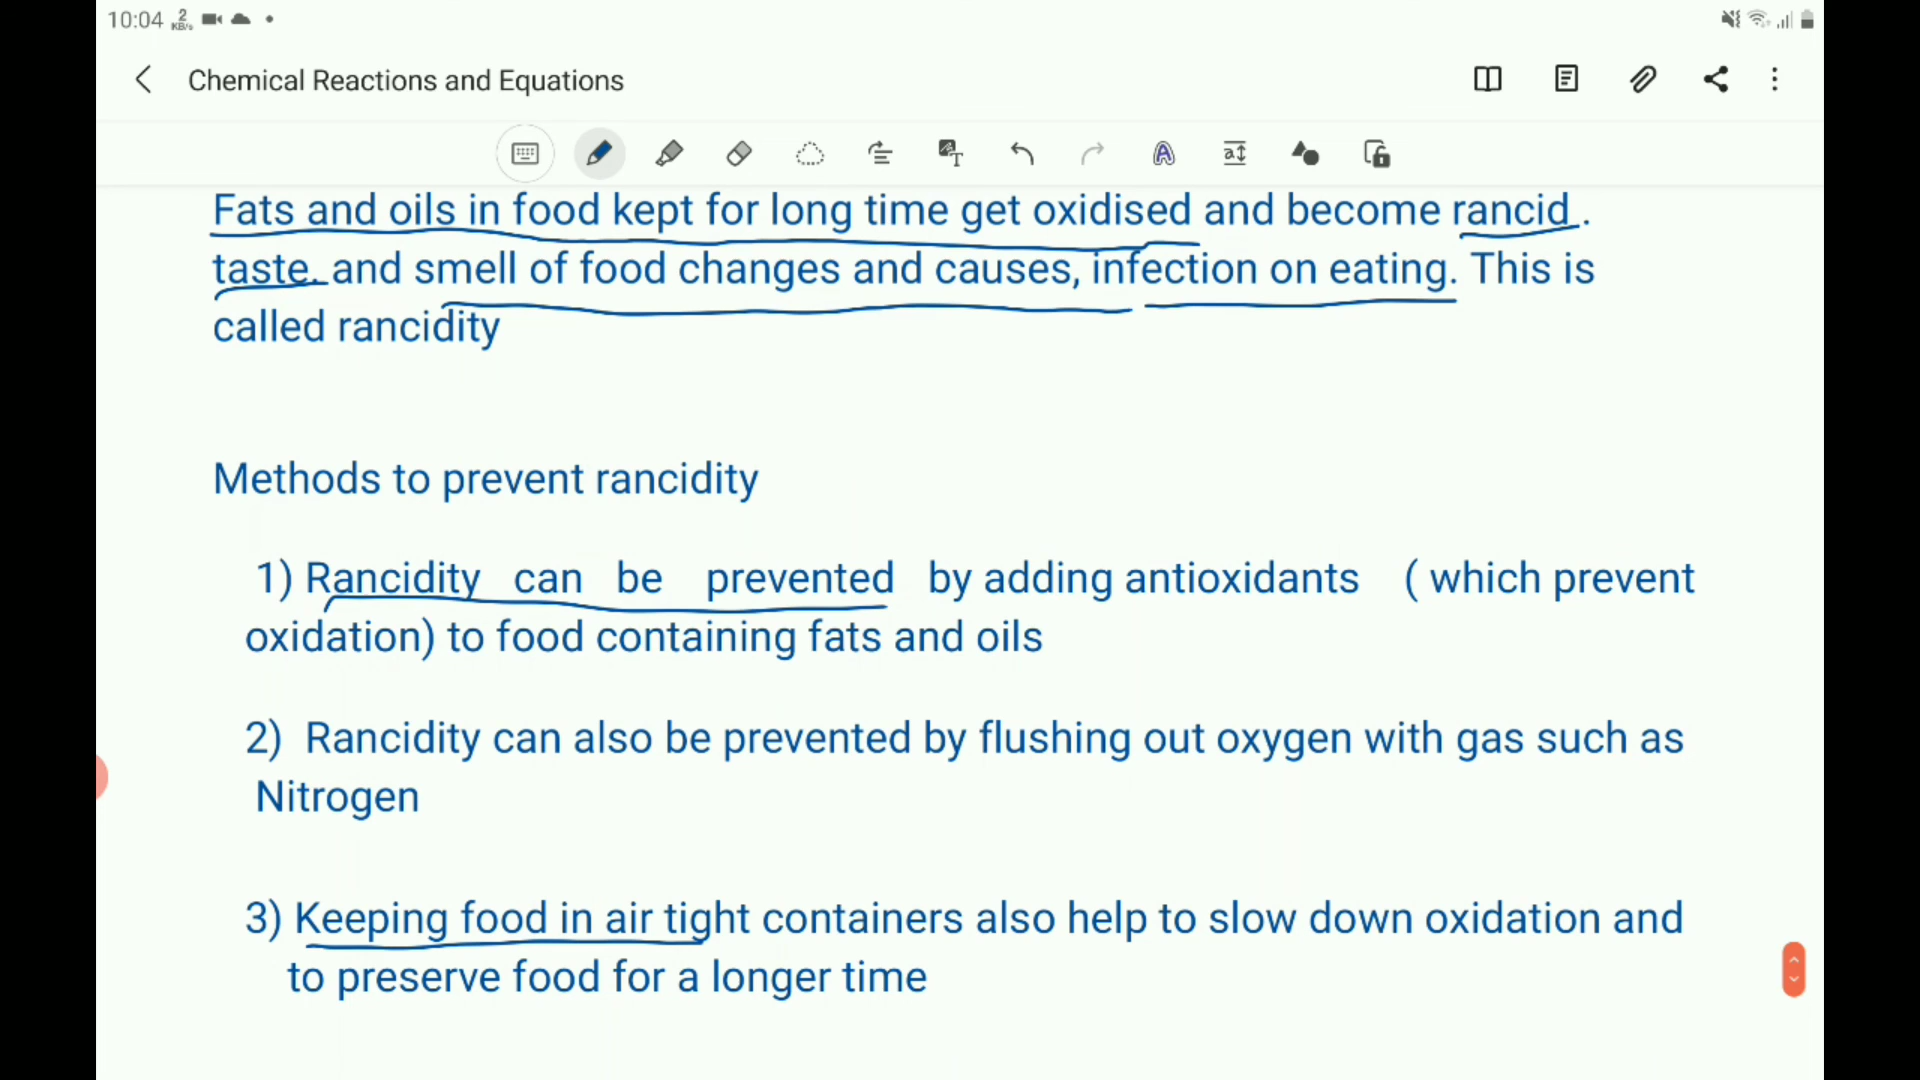 10:04 2 KB/s
Chemical Reactions and Equations
Fats and oils in food kept for long time get oxidised and become rancid .
taste. and smell of food changes and causes, infection on eating. This is
called rancidity
Methods to prevent rancidity
1) Rancidity can be prevented by adding antioxidants ( which prevent
oxidation) to food containing fats and oils
2) Rancidity can also be prevented by flushing out oxygen with gas such as
Nitrogen
3) Keeping food in air tight containers also help to slow down oxidation and
to preserve food for a longer time